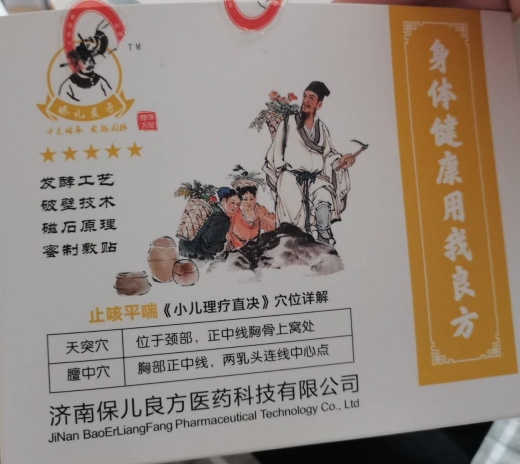 TM
发酵工艺
破壁技术
磁石原理
蜜制敷贴
身体健康用我良方
止咳平喘《小儿理疗直决》穴位详解
天突穴 位于颈部，正中线胸骨上窝处
膻中穴 胸部正中线，两乳头连线中心点
济南保儿良方医药科技有限公司
JiNan BaoErLiangFang Pharmaceutical Technology Co., Ltd